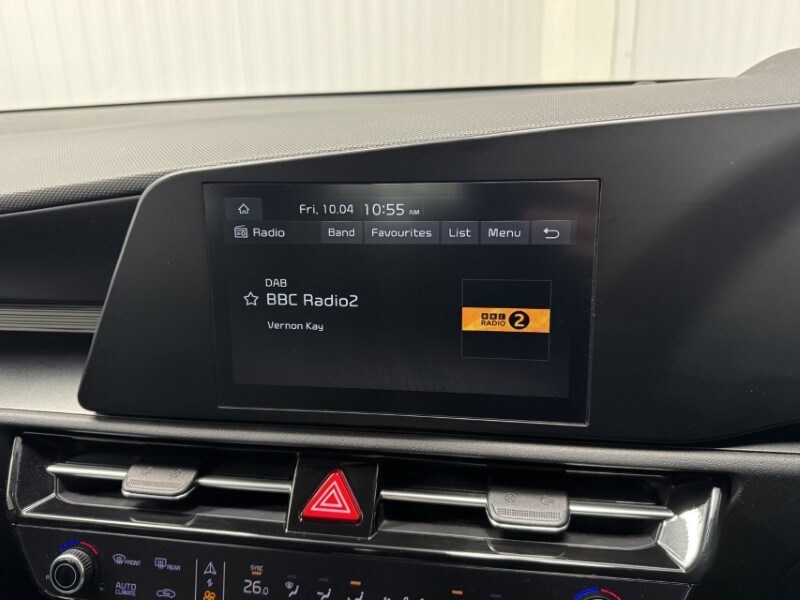 Fri, 10.04 10:55 AM
Radio Band Favourites List Menu
DAB
BBC Radio2
Vernon Kay
BBC
RADIO 2
FRONT REAR SYNC
AUTO
CLIMATE
26.0